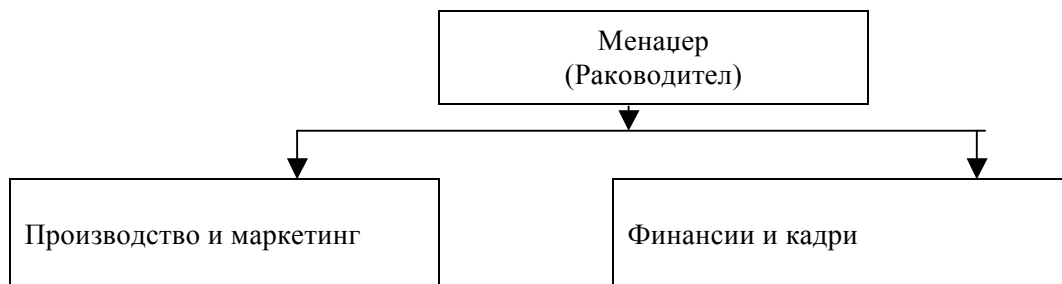 Менаџер
(Раководител)
Производство и маркетинг
Финансии и кадри